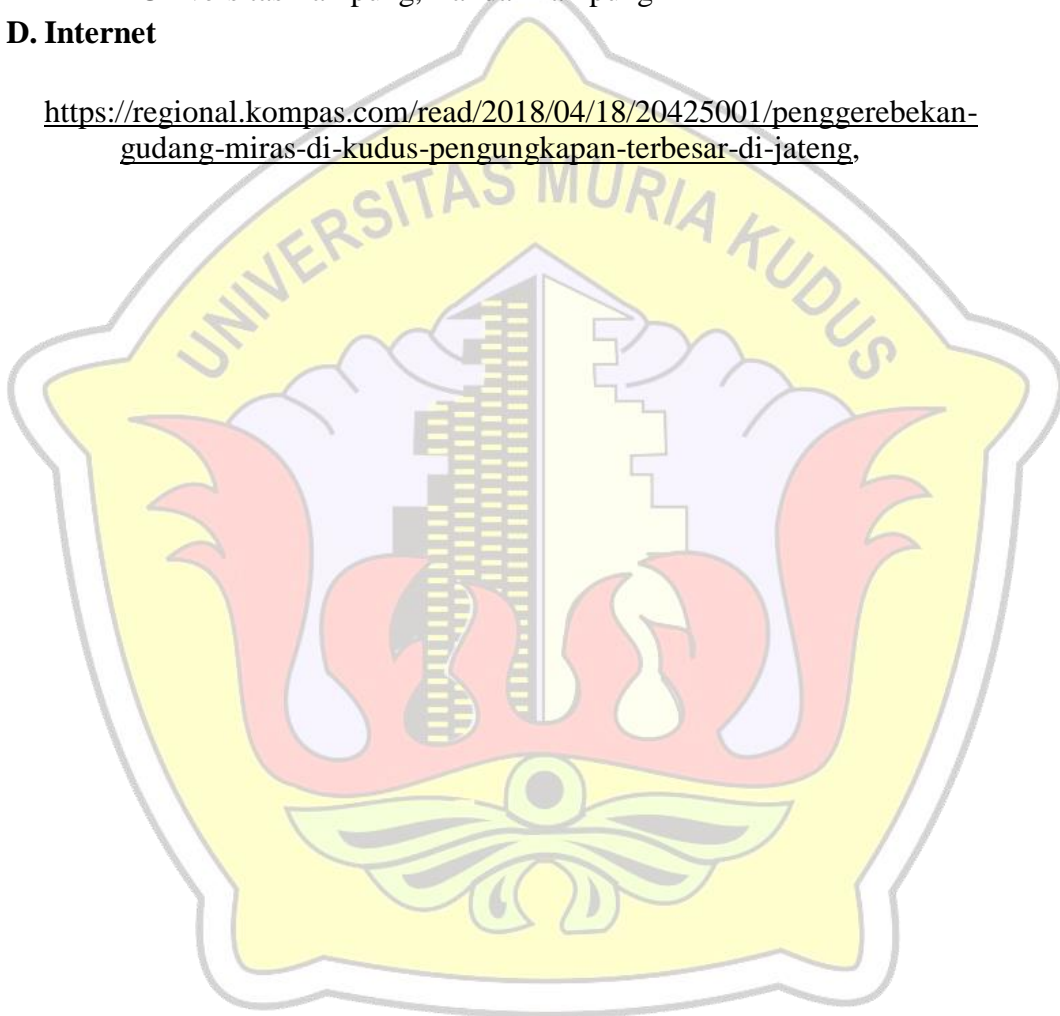 D. Internet
https://regional.kompas.com/read/2018/04/18/20425001/penggerebekan-
gudang-miras-di-kudus-pengungkapan-terbesar-di-jateng,
UNIVERSITAS MURIA KUDUS